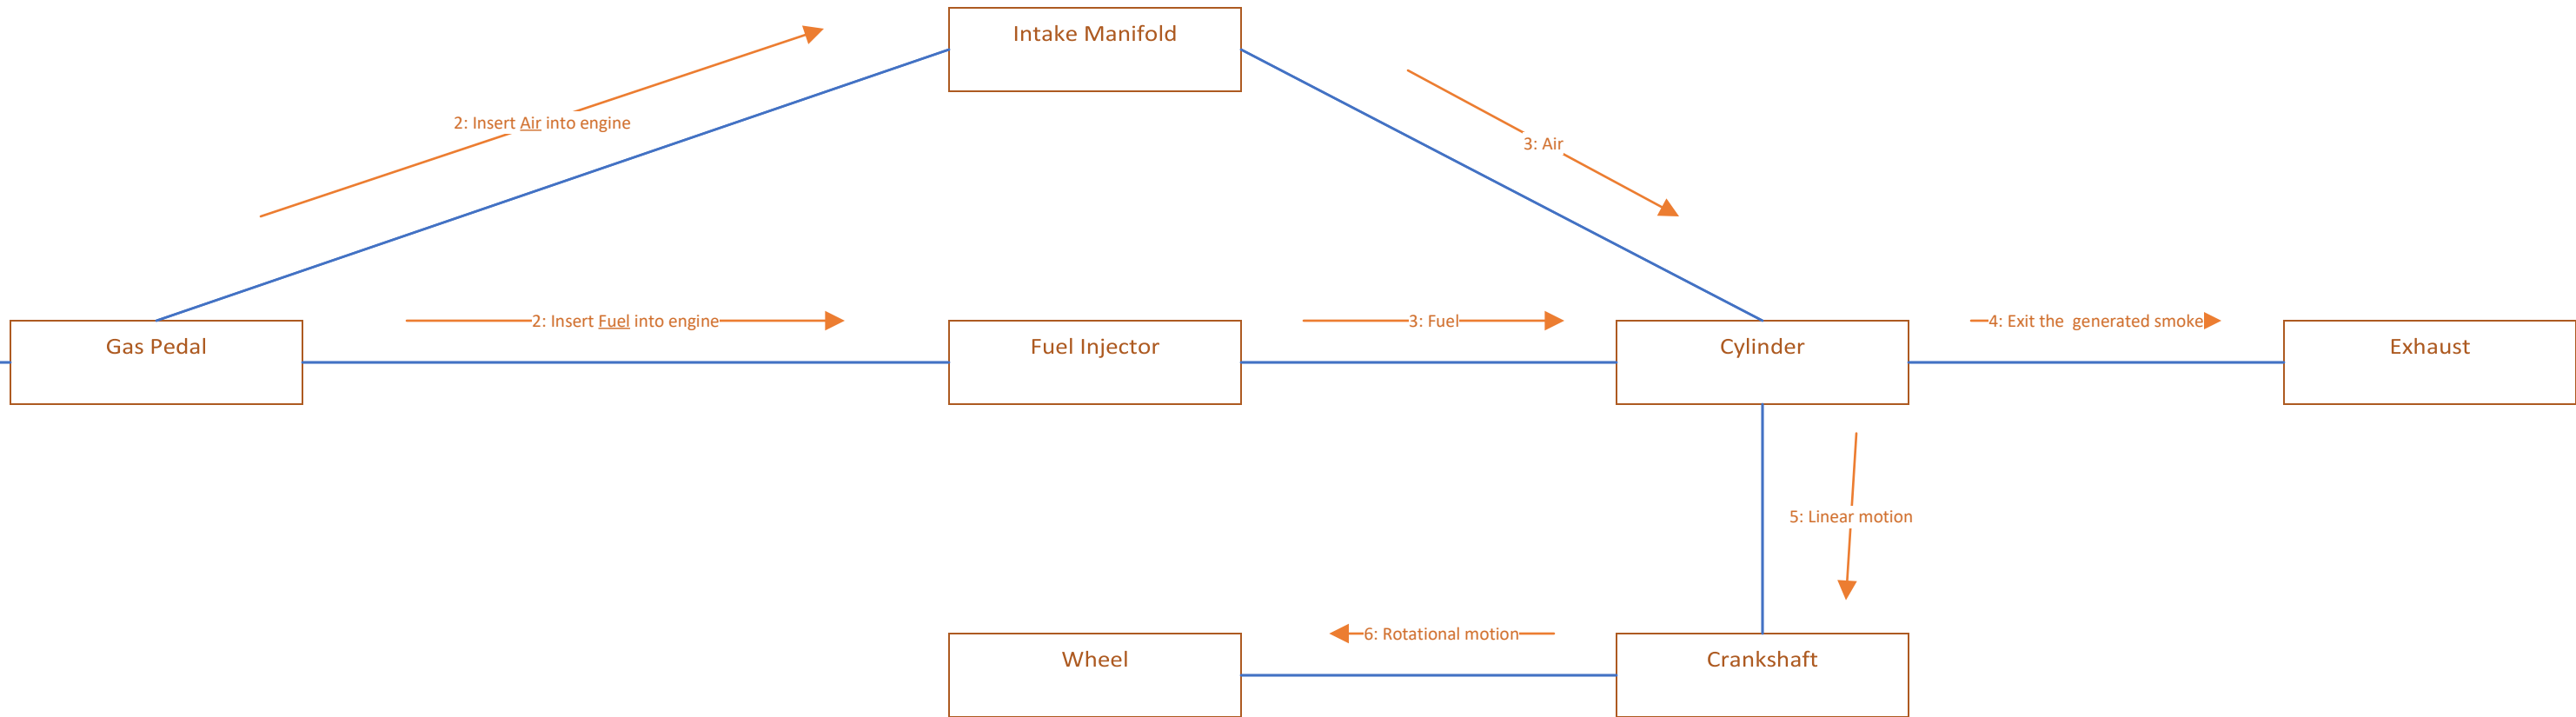 Intake Manifold
2: Insert Air into engine
3: Air
Gas Pedal
2: Insert Fuel into engine
Fuel Injector
3: Fuel
Cylinder
4: Exit the  generated smoke
Exhaust
5: Linear motion
Wheel
6: Rotational motion
Crankshaft